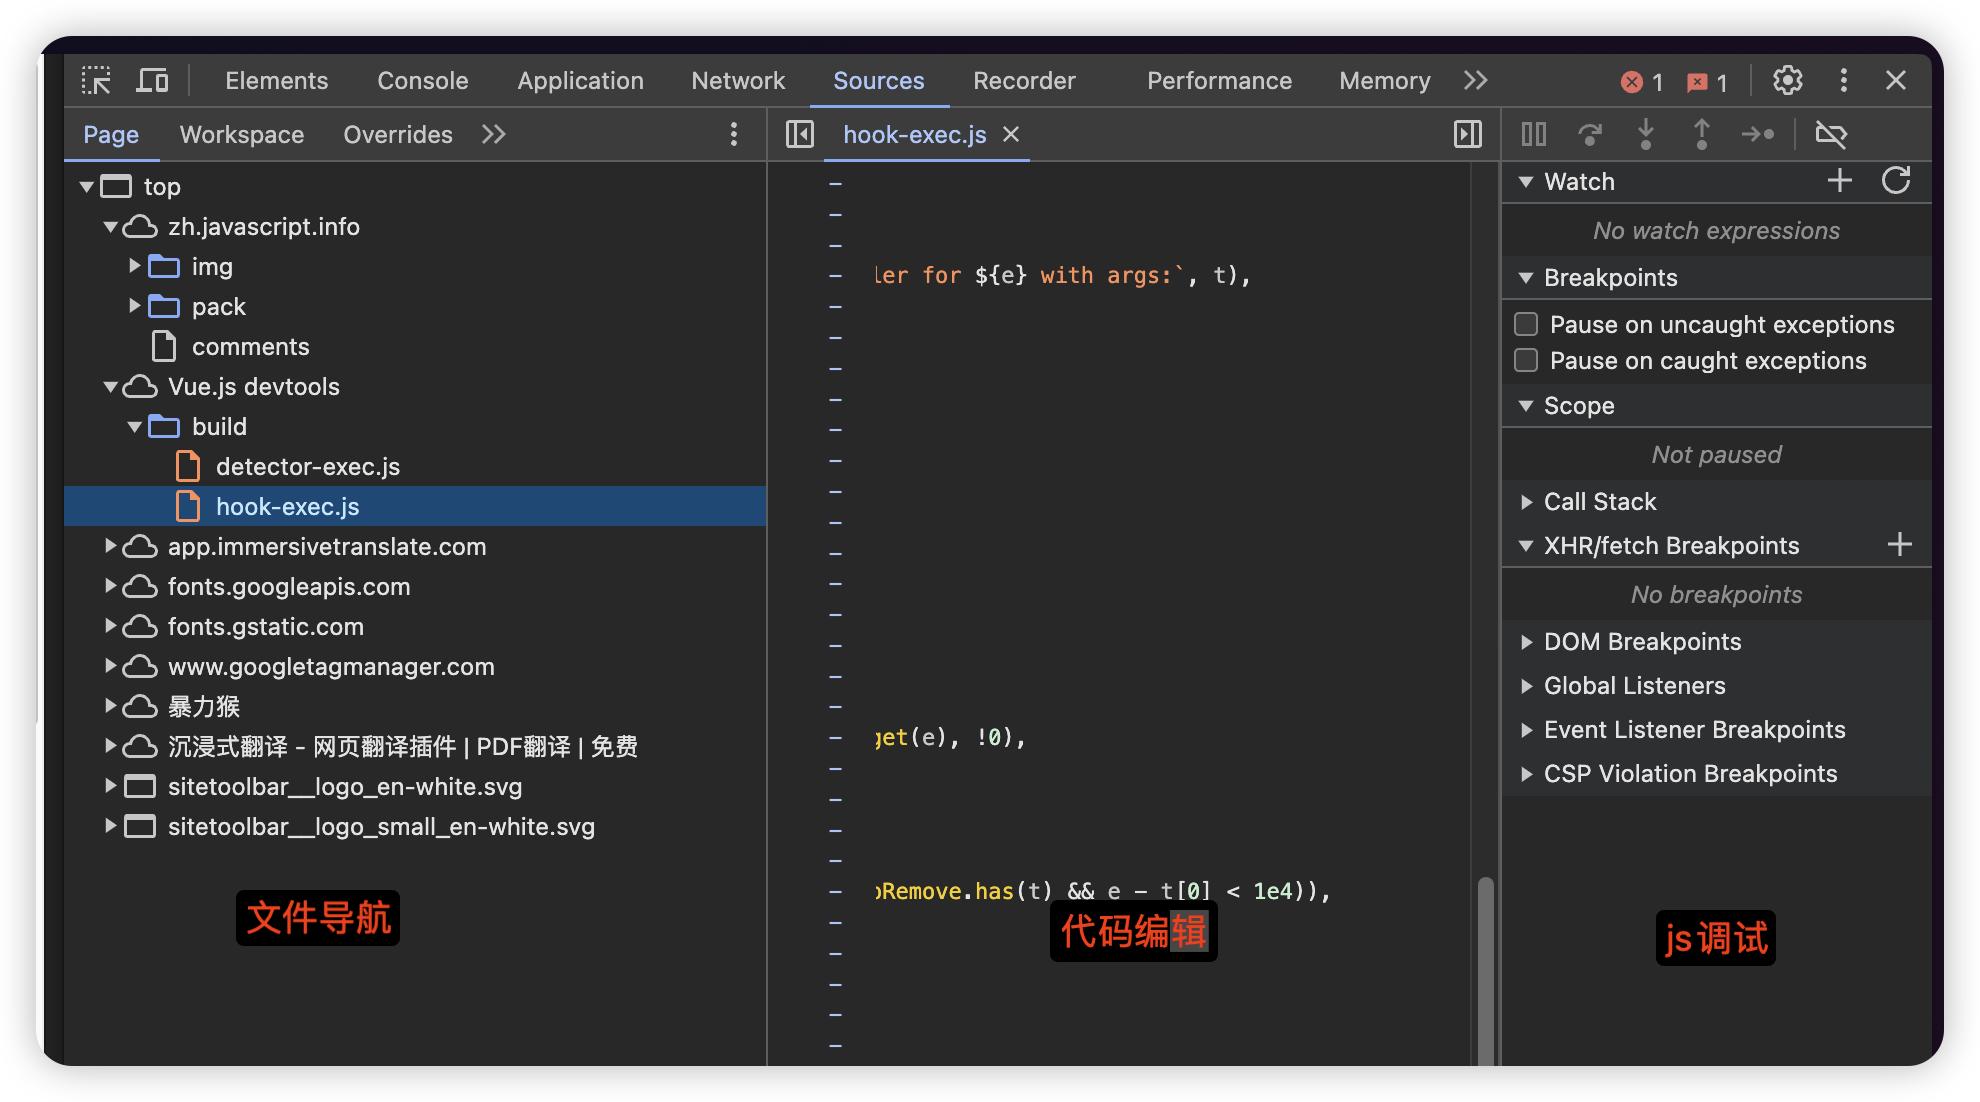 Elements Console Application Network Sources Recorder Performance Memory 1 1
Page Workspace Overrides
top
zh.javascript.info
img
pack
comments
Vue.js devtools
build
detector-exec.js
hook-exec.js
app.immersivetranslate.com
fonts.googleapis.com
fonts.gstatic.com
www.googletagmanager.com
暴力猴
沉浸式翻译 - 网页翻译插件 | PDF翻译 | 免费
sitetoolbar__logo_en-white.svg
sitetoolbar__logo_small_en-white.svg
文件导航
hook-exec.js
ler for ${e} with args:`, t),
get(e), !0),
oRemove.has(t) && e - t[0] < 1e4)),
代码编辑
Watch
No watch expressions
Breakpoints
Pause on uncaught exceptions
Pause on caught exceptions
Scope
Not paused
Call Stack
XHR/fetch Breakpoints
No breakpoints
DOM Breakpoints
Global Listeners
Event Listener Breakpoints
CSP Violation Breakpoints
js调试